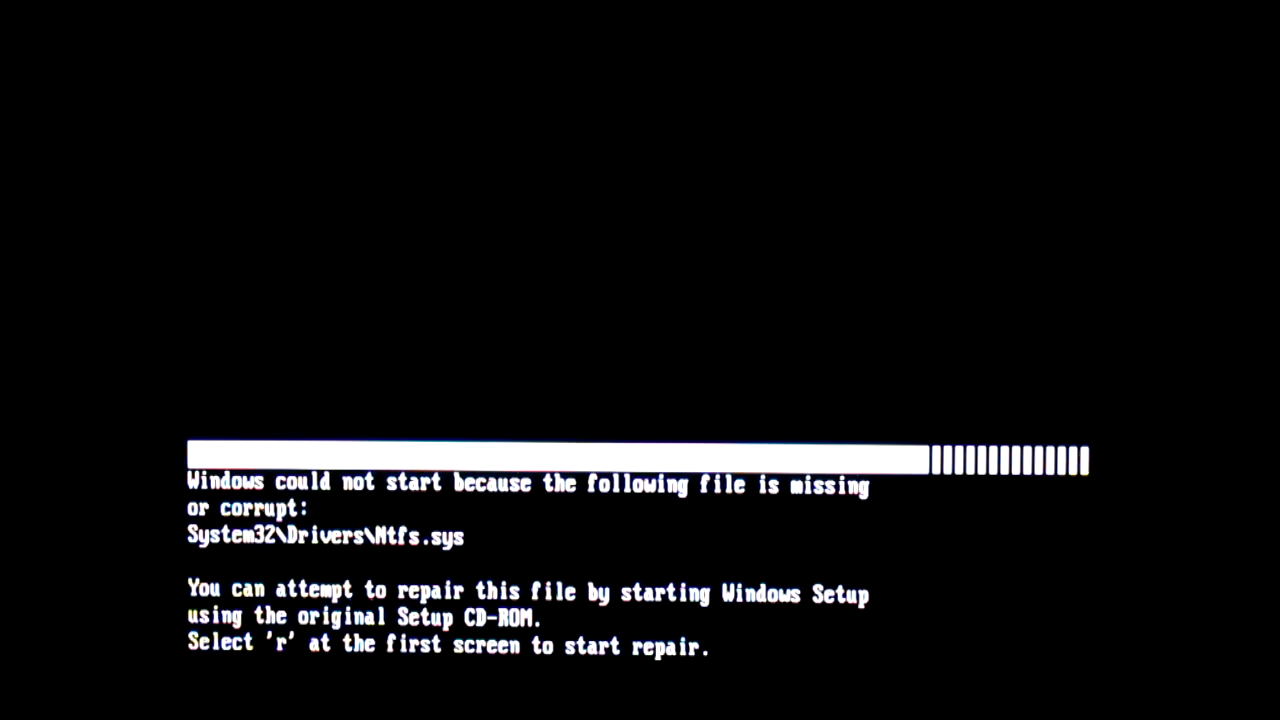 Windows could not start because the following file is missing
or corrupt:
System32\Drivers\Ntfs.sys
You can attempt to repair this file by starting Windows Setup
using the original Setup CD-ROM.
Select 'r' at the first screen to start repair.